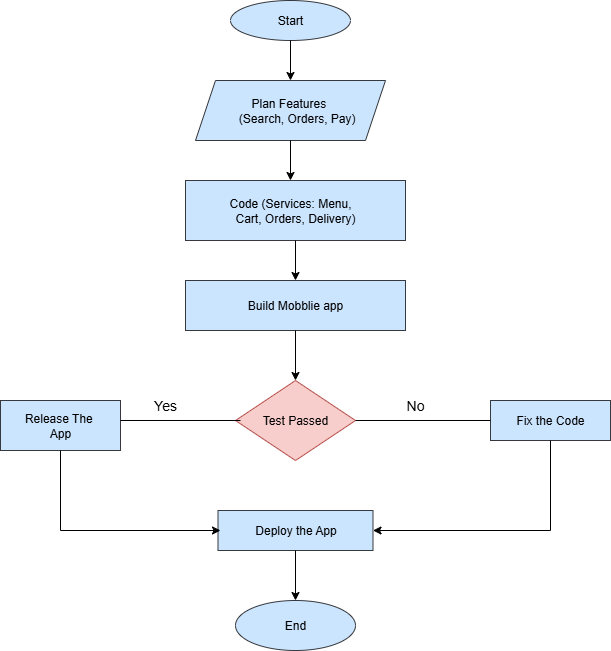 Start
Plan Features
(Search, Orders, Pay)
Code (Services: Menu,
Cart, Orders, Delivery)
Build Mobblie app
Yes
No
Release The
App
Test Passed
Fix the Code
Deploy the App
End